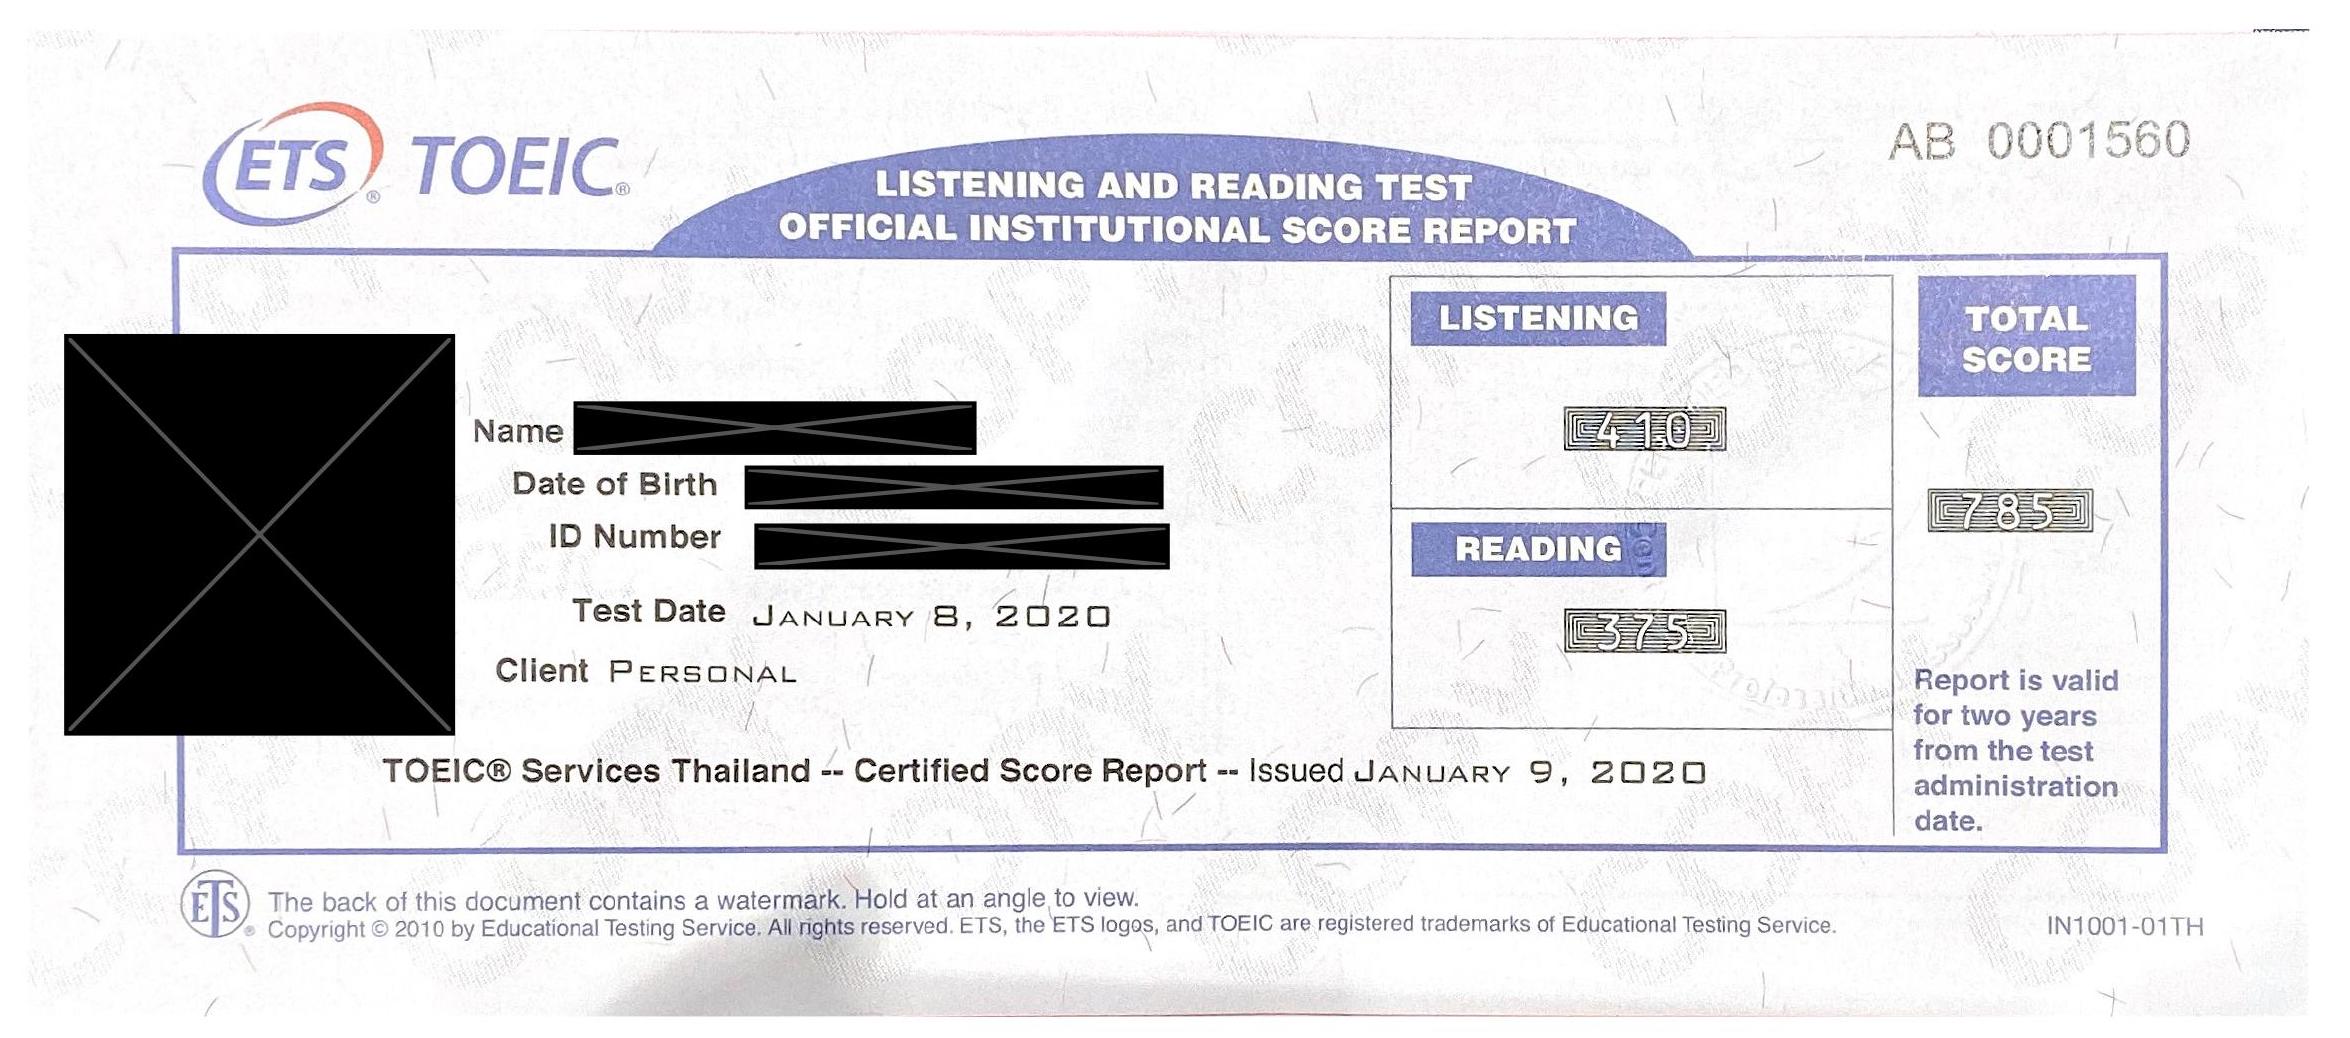 ETS® TOEIC®
AB 0001560
LISTENING AND READING TEST
OFFICIAL INSTITUTIONAL SCORE REPORT
LISTENING
410
TOTAL
SCORE
785
Name
Date of Birth
ID Number
READING
375
Test Date JANUARY 8, 2020
Client PERSONAL
Report is valid
for two years
from the test
administration
date.
TOEIC® Services Thailand -- Certified Score Report -- Issued JANUARY 9, 2020
ETS® The back of this document contains a watermark. Hold at an angle to view.
Copyright © 2010 by Educational Testing Service. All rights reserved. ETS, the ETS logos, and TOEIC are registered trademarks of Educational Testing Service.
IN1001-01TH